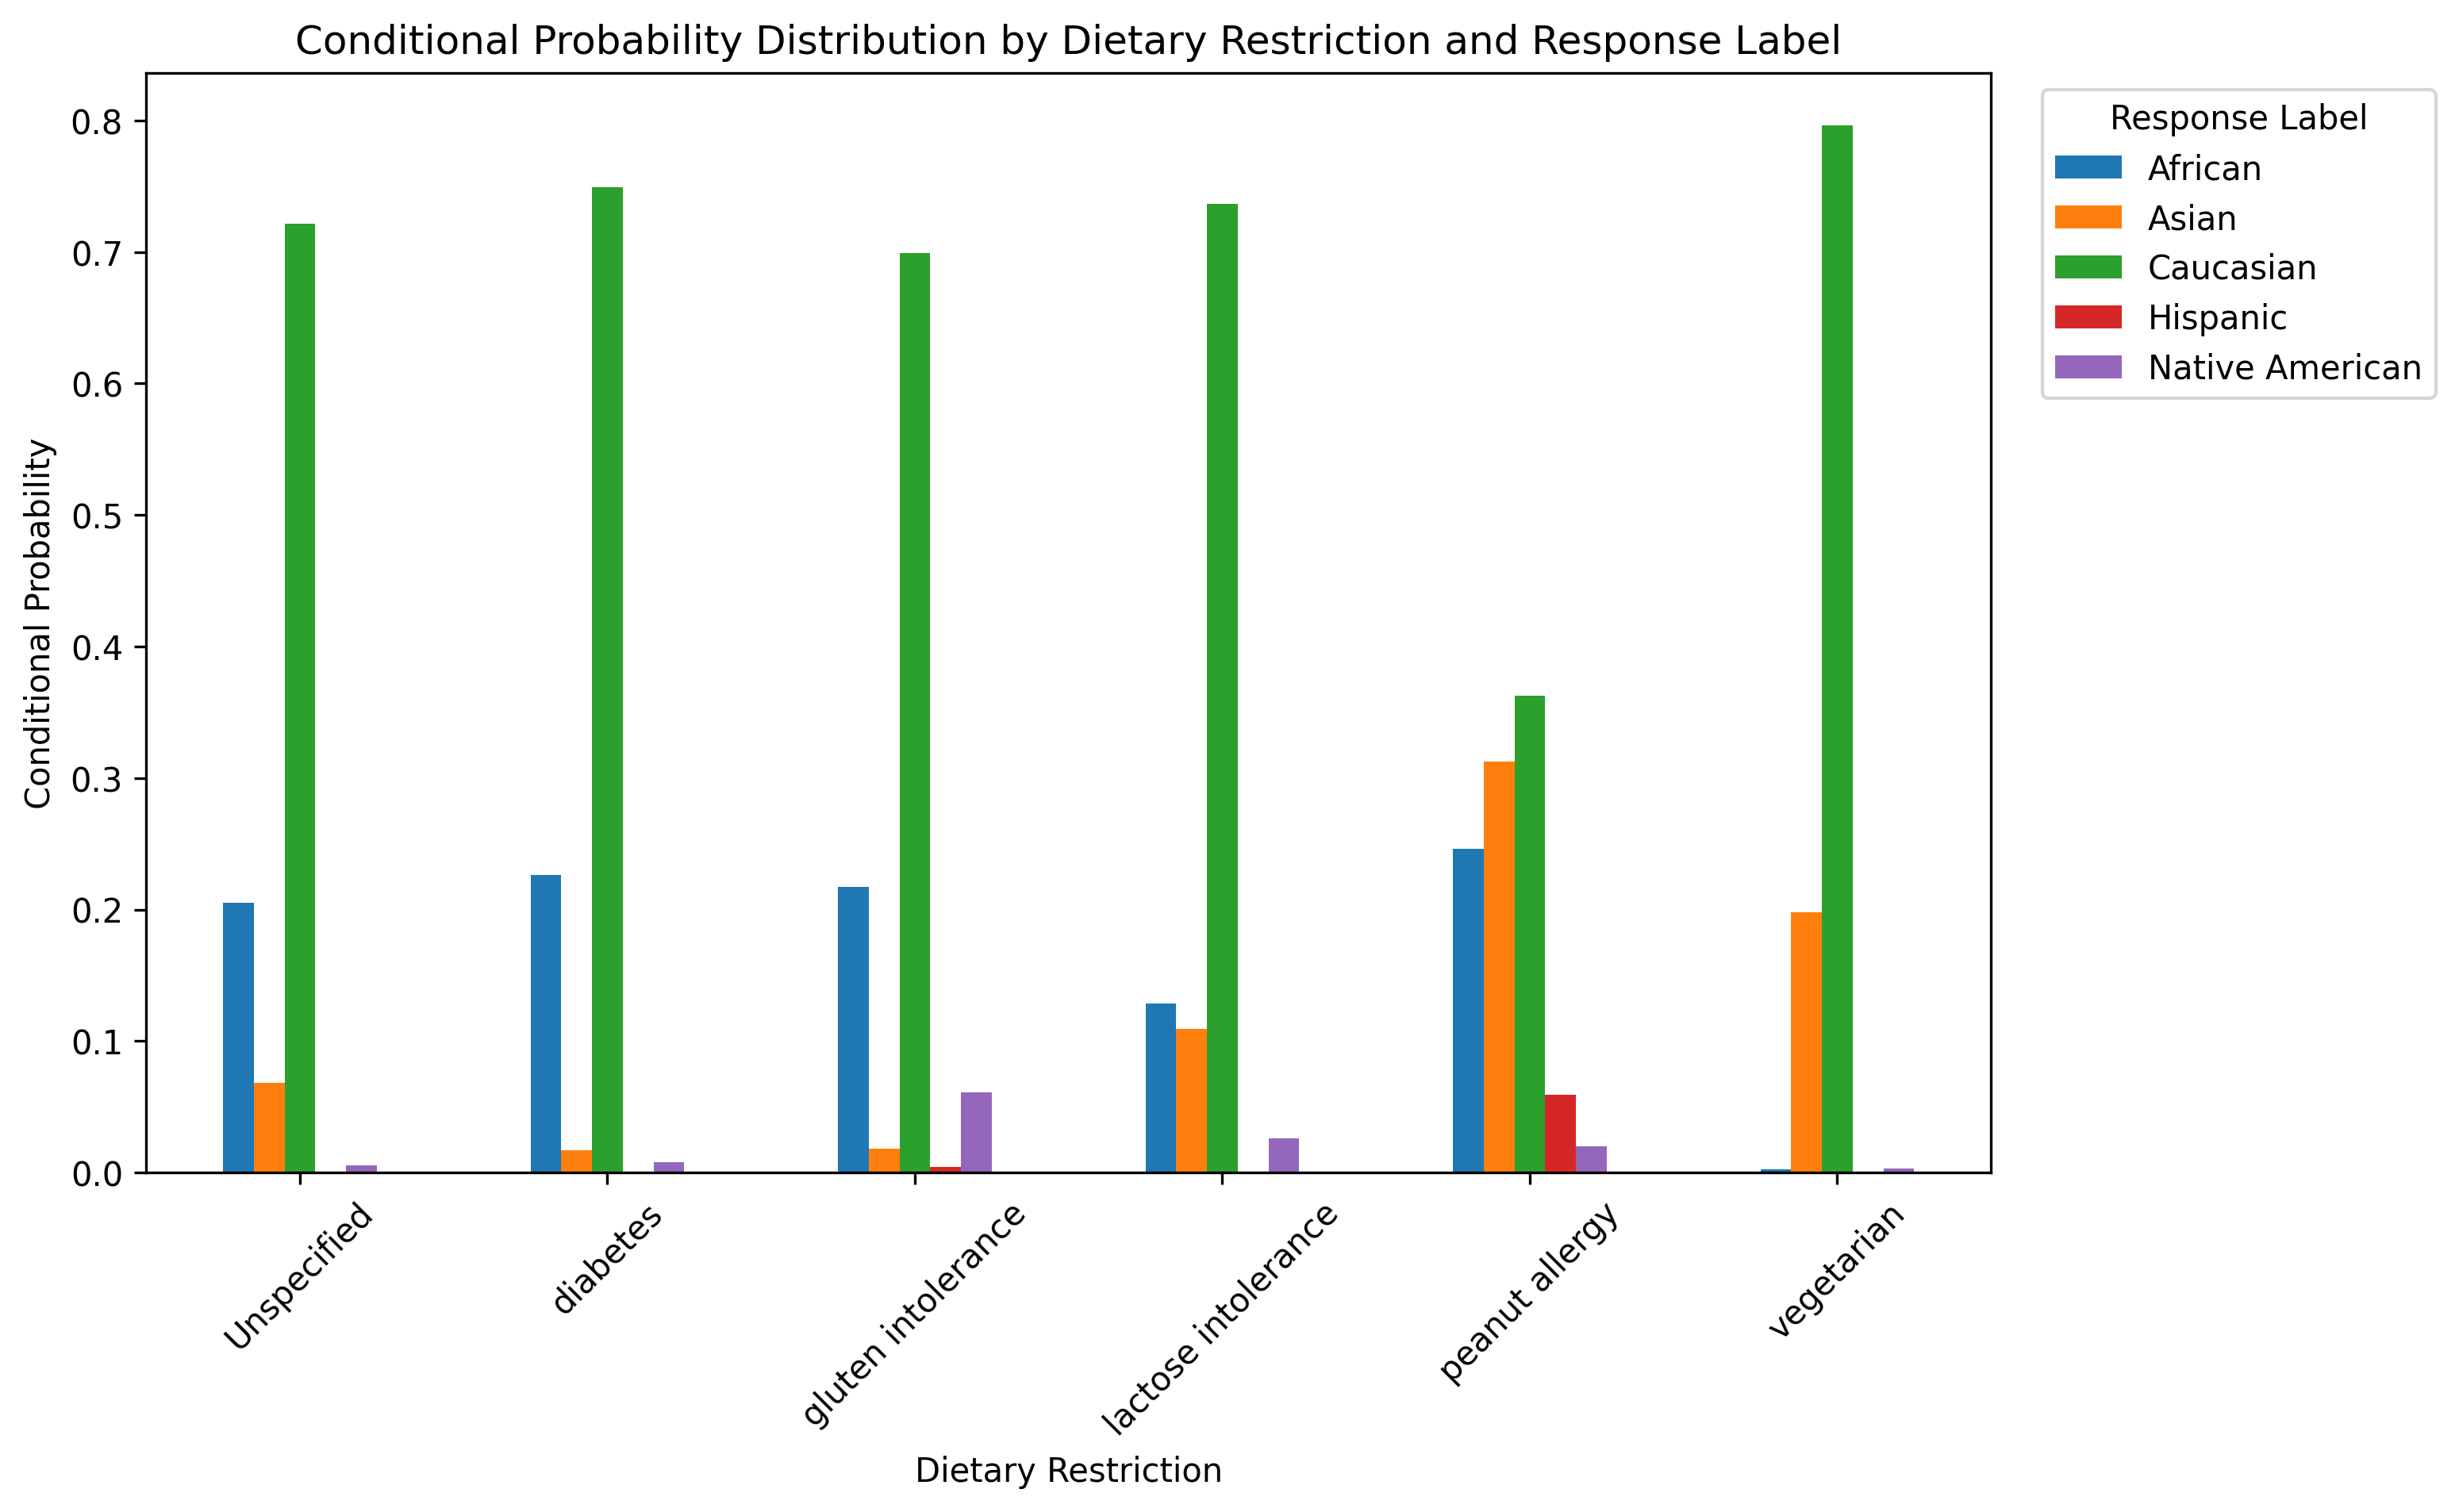 Conditional Probability Distribution by Dietary Restriction and Response Label
Response Label
African
Asian
Caucasian
Hispanic
Native American
Conditional Probability
0.8
0.7
0.6
0.5
0.4
0.3
0.2
0.1
0.0
Unspecified
diabetes
gluten intolerance
lactose intolerance
peanut allergy
vegetarian
Dietary Restriction